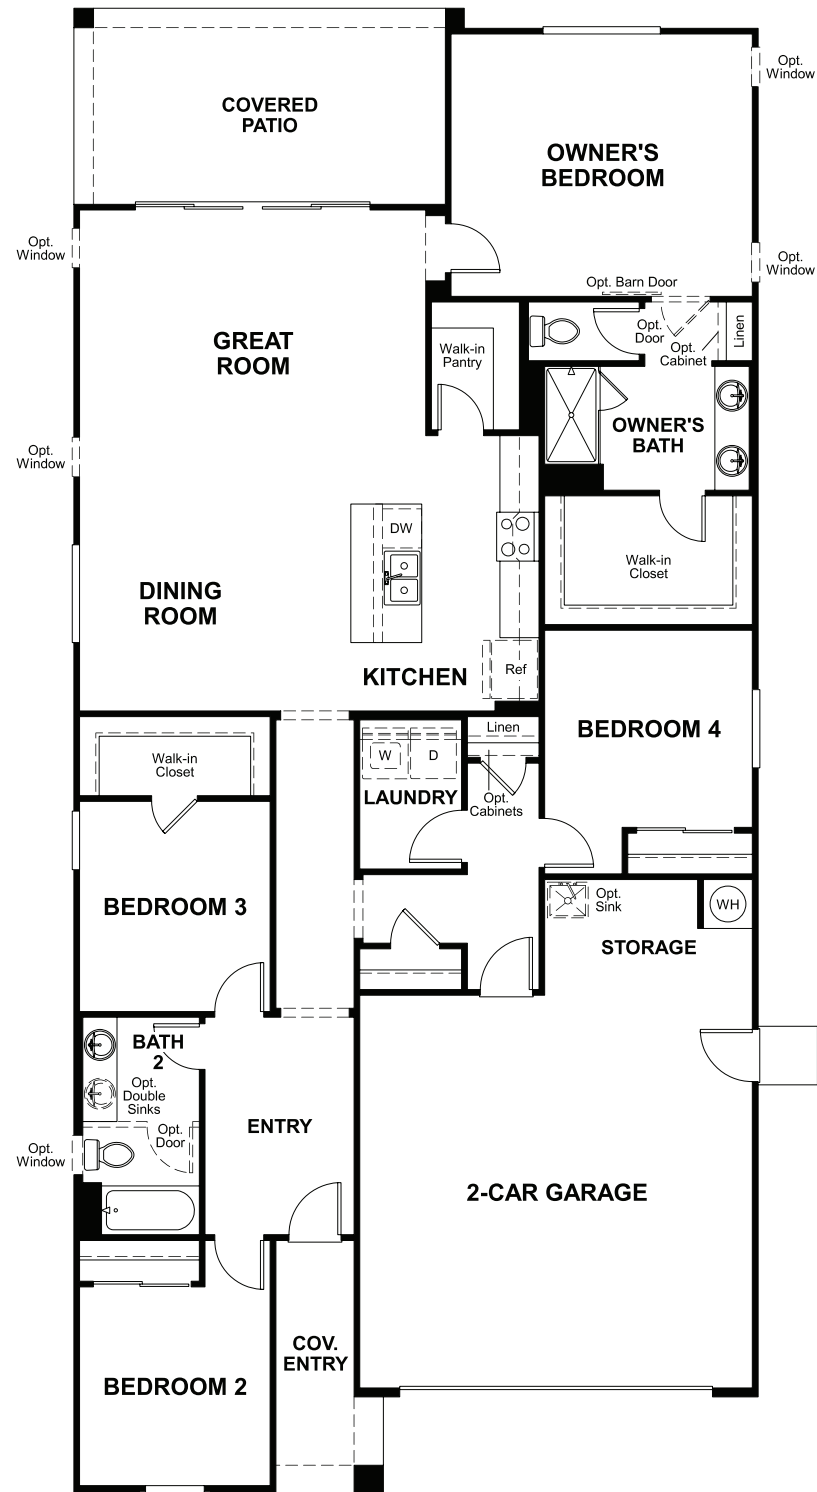 Opt.
Window
COVERED
PATIO
OWNER'S
BEDROOM
Opt.
Window
Opt.
Window
Opt. Barn Door
GREAT
ROOM
Walk-in
Pantry
Opt.
Door
Opt.
Cabinet
Linen
OWNER'S
BATH
Opt.
Window
DW
Walk-in
Closet
DINING
ROOM
KITCHEN
Ref
Linen
BEDROOM 4
Walk-in
Closet
W
D
LAUNDRY
Opt.
Cabinets
BEDROOM 3
Opt.
Sink
WH
STORAGE
BATH
2
Opt.
Double
Sinks
Opt.
Door
ENTRY
Opt.
Window
2-CAR GARAGE
COV.
ENTRY
BEDROOM 2